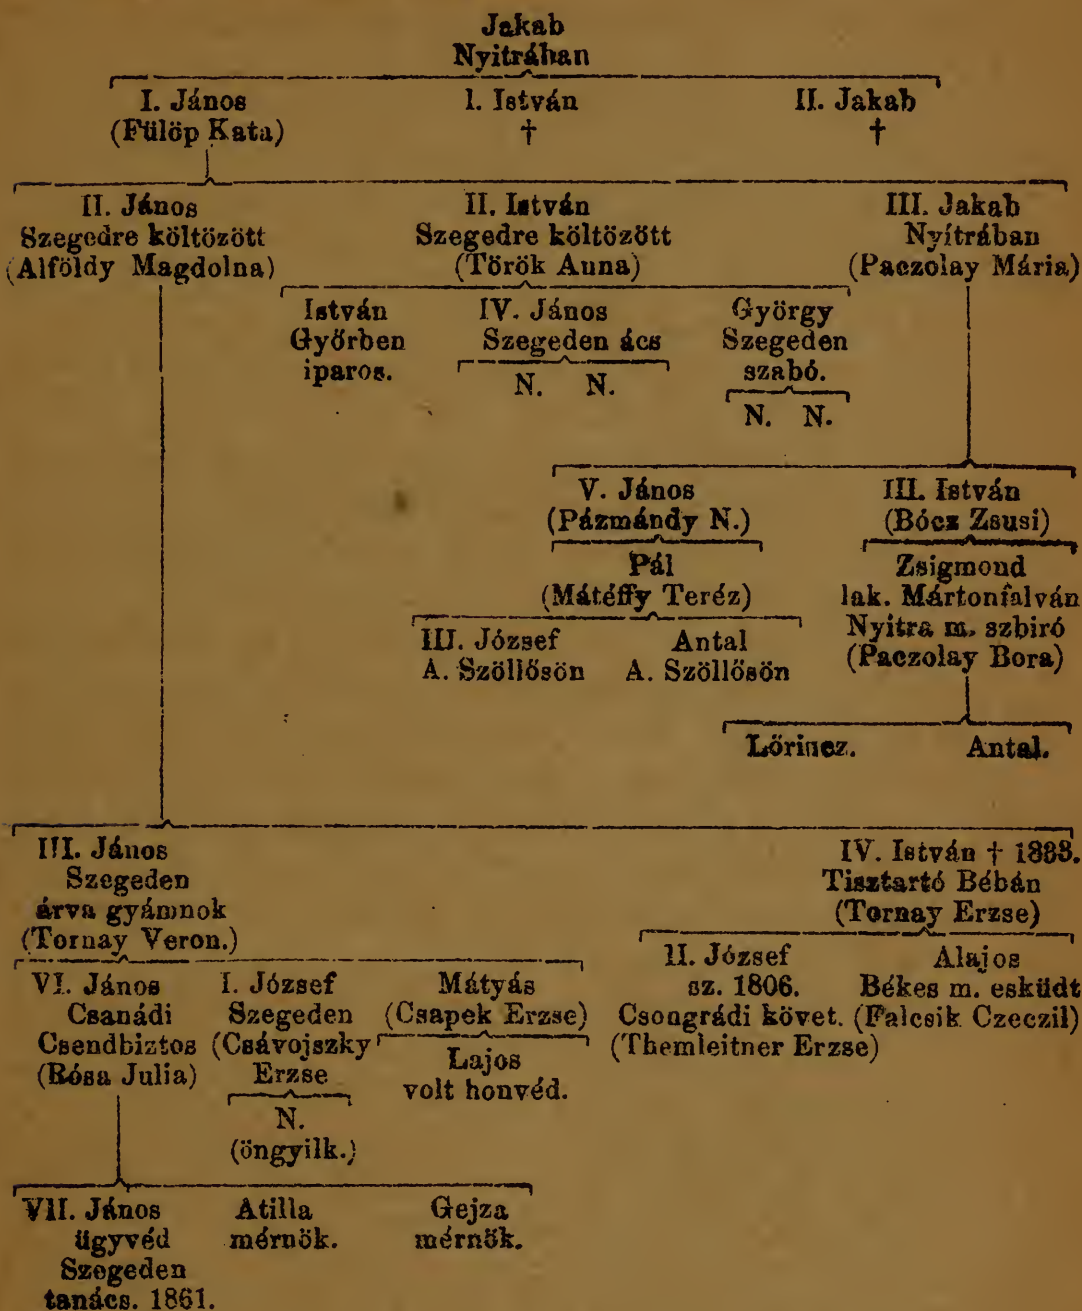 Jakab
Nyitrában
I. János
(Fülöp Kata)
I. István
†
II. Jakab
†
II. János
Szegedre költözött
(Alföldy Magdolna)
II. István
Szegedre költözött
(Török Anna)
III. Jakab
Nyitrában
(Paczolay Mária)
István
Győrben
iparos.
IV. János
Szegeden ács
N. N.
György
Szegeden
szabó.
N. N.
V. János
(Pázmándy N.)
Pál
(Mátéffy Teréz)
III. József
A. Szöllősön
Antal
A. Szöllősön
III. István
(Bócz Zsusi)
Zsigmond
lak. Mártonfalván
Nyitra m. szbiró
(Paczolay Bora)
Lőrincz.
Antal.
III. János
Szegeden
árva gyámnok
(Tornay Veron.)
IV. István † 1838.
Tisztartó Bébán
(Tornay Erzse)
VI. János
Csanádi
Csendbiztos
(Rósa Julia)
I. József
Szegeden
(Csávojszky
Erzse
N.
(öngyilk.)
Mátyás
(Csapek Erzse)
Lajos
volt honvéd.
II. József
sz. 1806.
Csongrádi követ.
(Themleitner Erzse)
Alajos
Békes m. esküdt
(Falcsik Czeczil)
VII. János
ügyvéd
Szegeden
tanács. 1861.
Atilla
mérnök.
Gejza
mérnök.